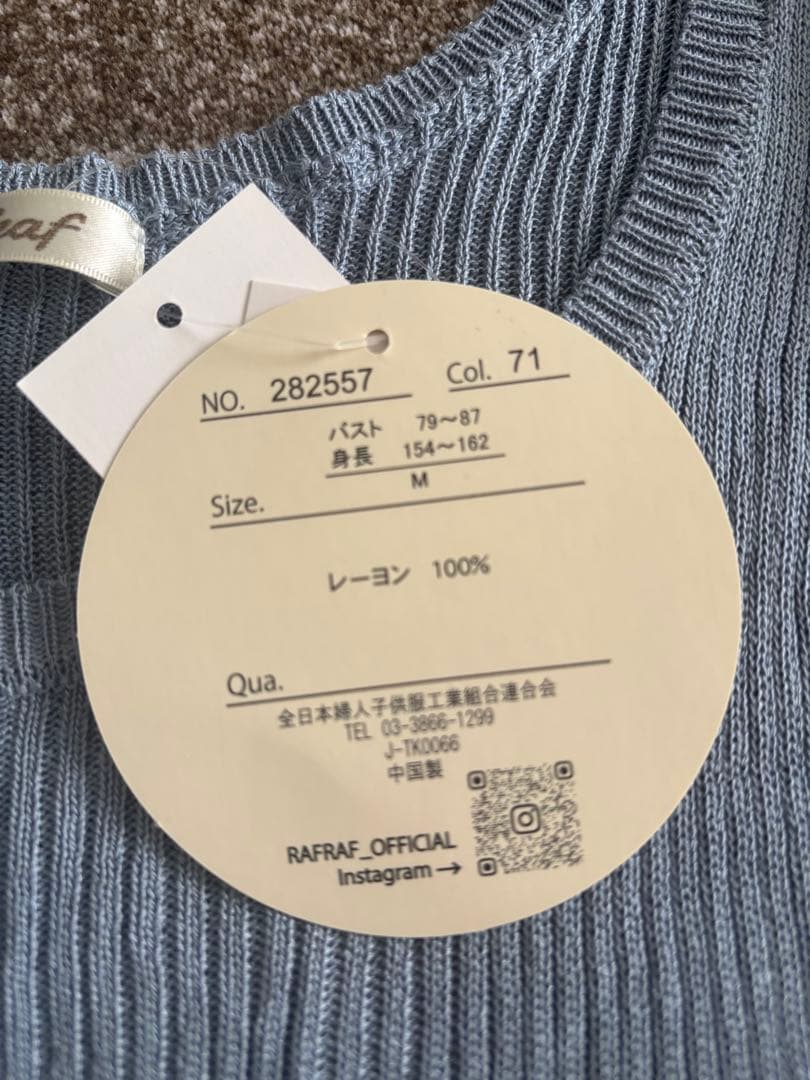 raf
NO. 282557 Col. 71
バスト 79~87
身長 154~162
Size. M
レーヨン 100%
Qua.
全日本婦人子供服工業組合連合会
TEL 03-3866-1299
J-TK0066
中国製
RAFRAF_OFFICIAL
Instagram→